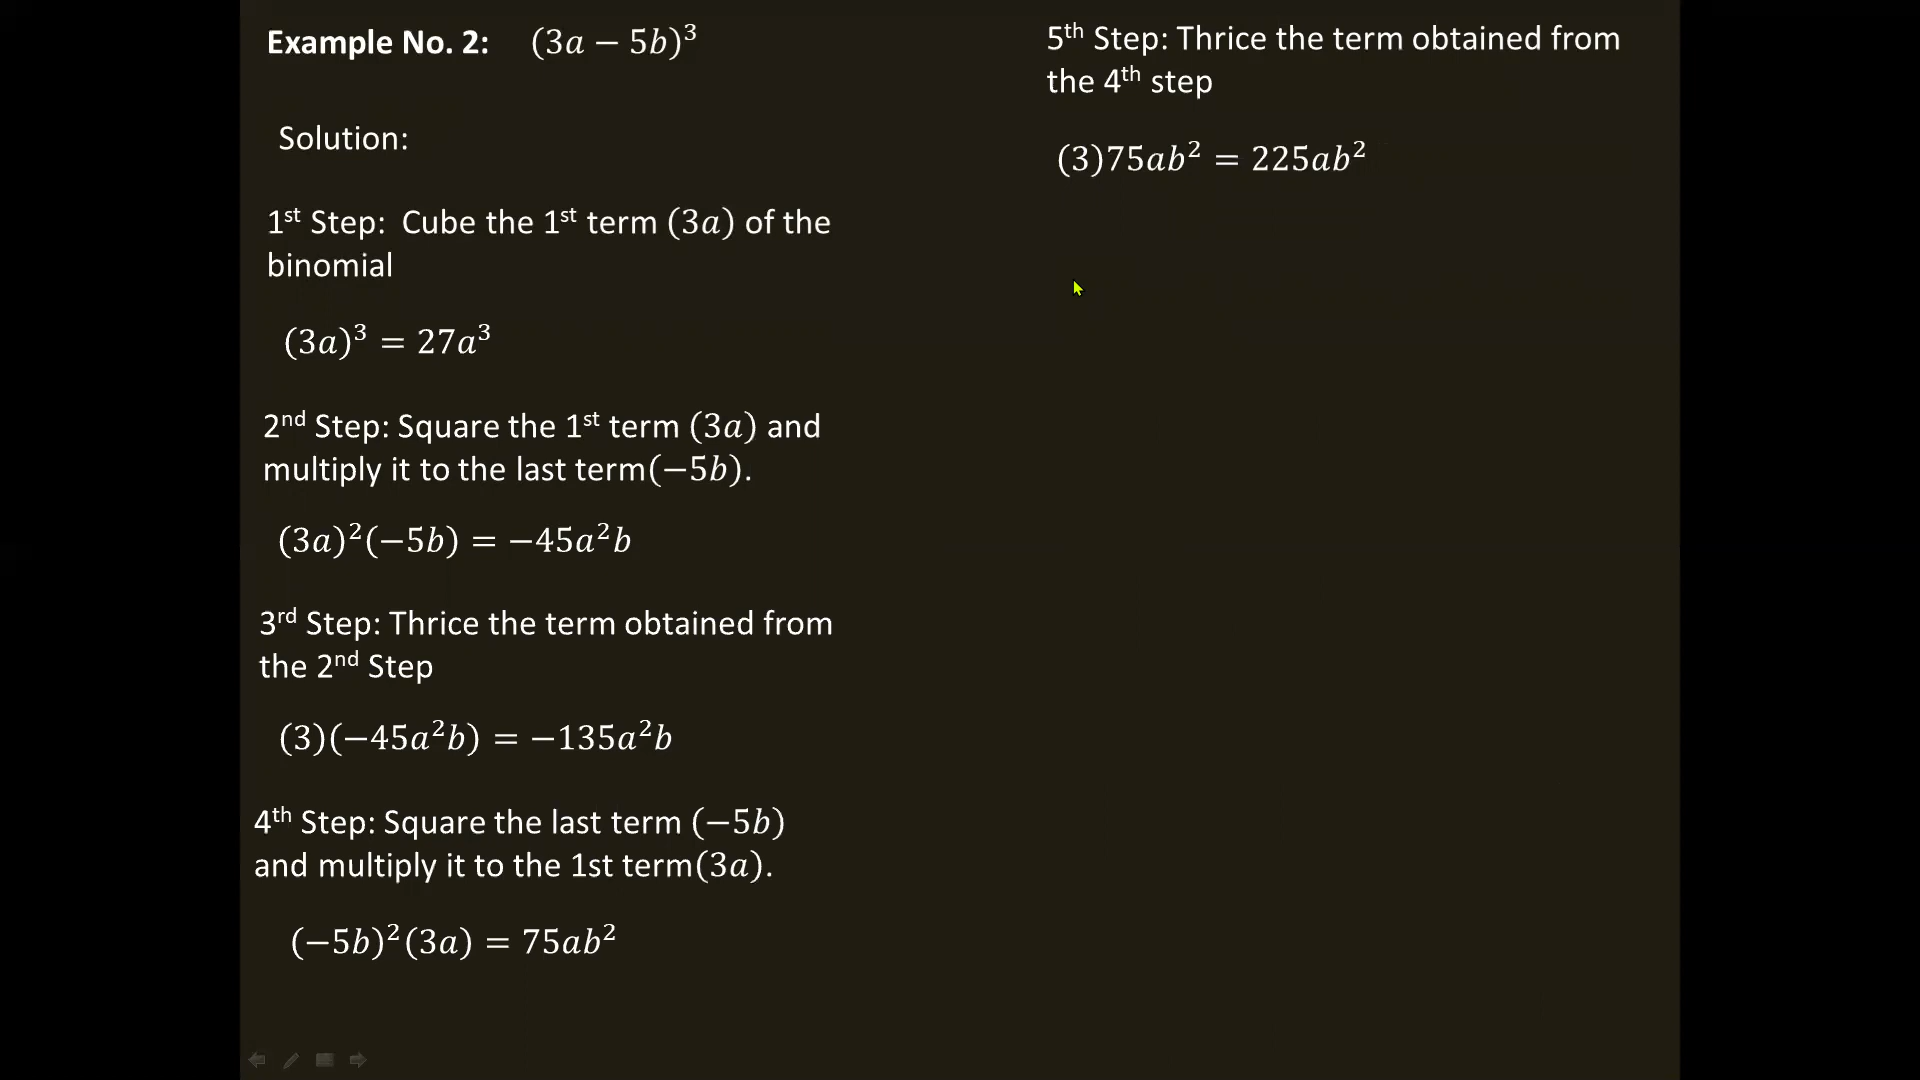 Example No. 2: (3a − 5b)³
Solution:
1st Step: Cube the 1st term (3a) of the
binomial
(3a)³ = 27a³
2nd Step: Square the 1st term (3a) and
multiply it to the last term(−5b).
(3a)²(−5b) = −45a²b
3rd Step: Thrice the term obtained from
the 2nd Step
(3)(−45a²b) = −135a²b
4th Step: Square the last term (−5b)
and multiply it to the 1st term(3a).
(−5b)²(3a) = 75ab²
5th Step: Thrice the term obtained from
the 4th step
(3)75ab² = 225ab²